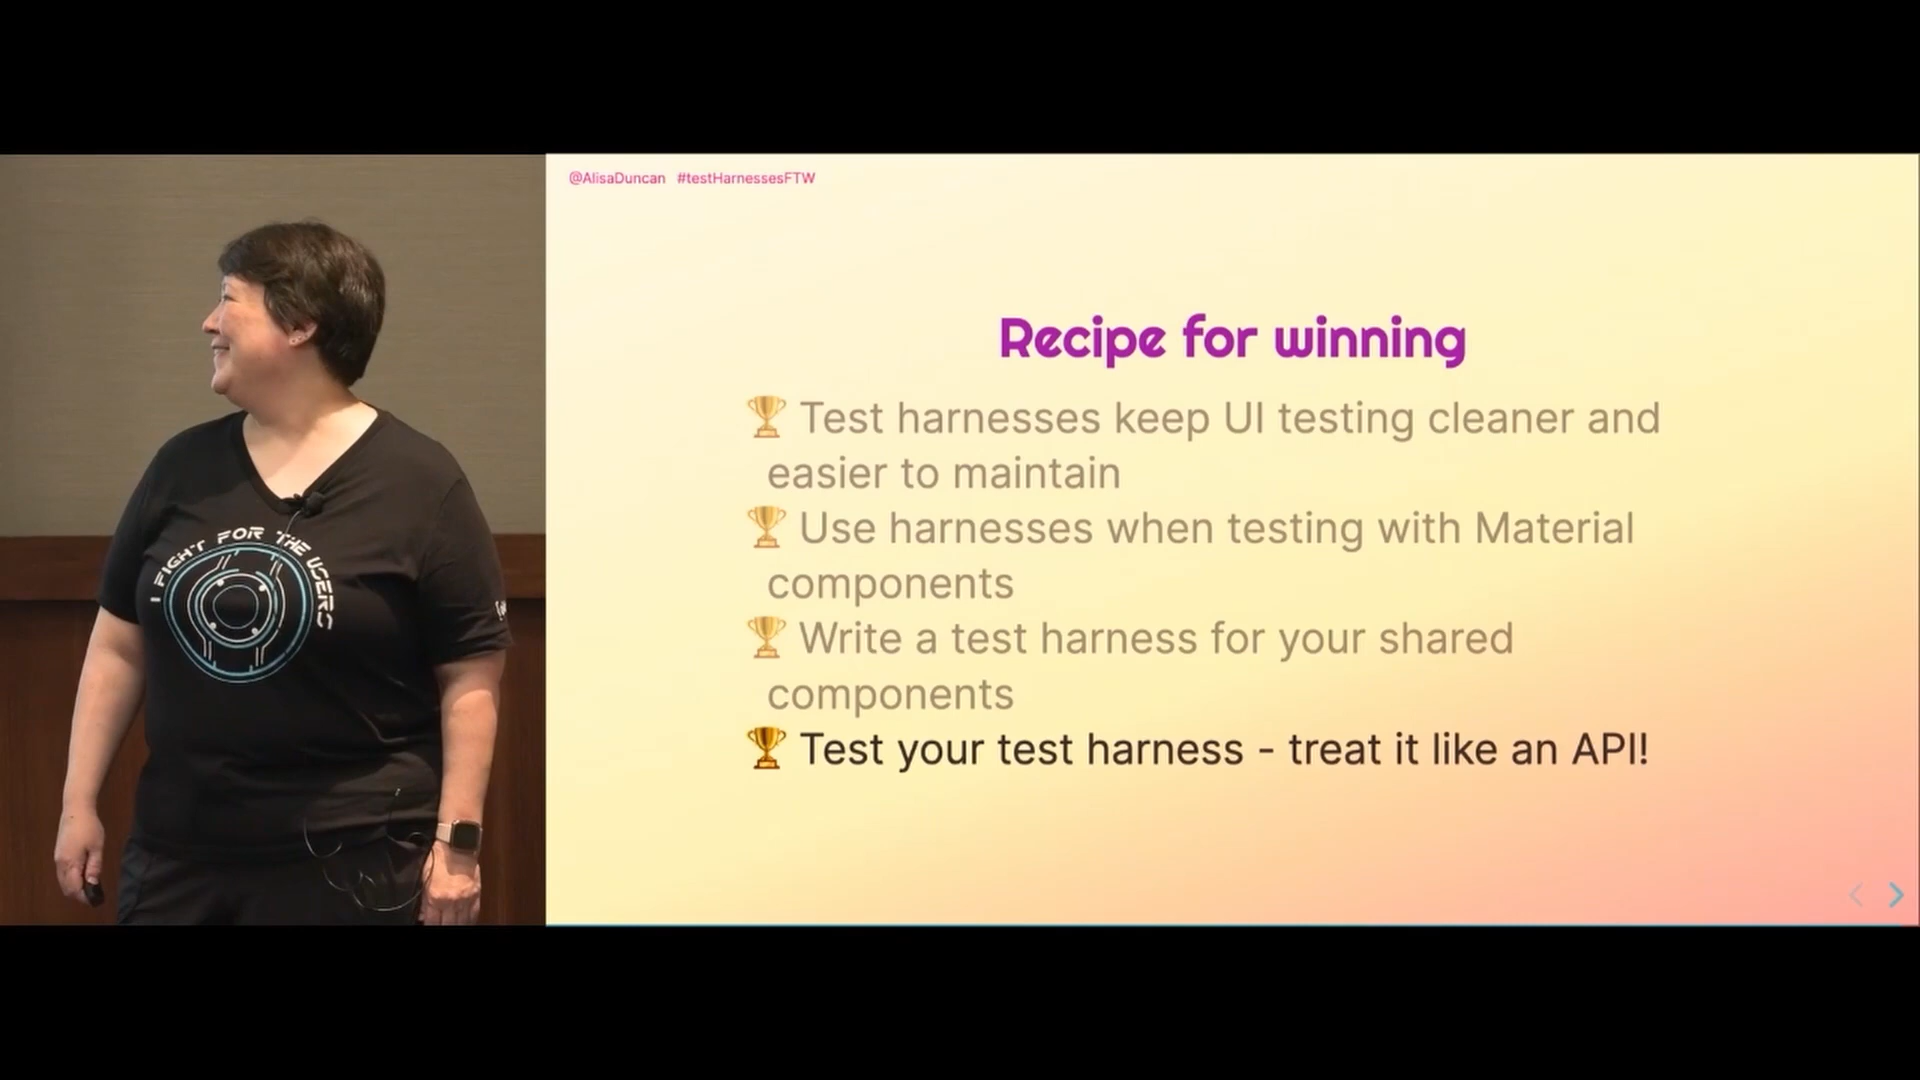 @AlisaDuncan #testHarnessesFTW
Recipe for winning
🏆 Test harnesses keep UI testing cleaner and
easier to maintain
🏆 Use harnesses when testing with Material
components
🏆 Write a test harness for your shared
components
🏆 Test your test harness - treat it like an API!
I FIGHT FOR THE USERS